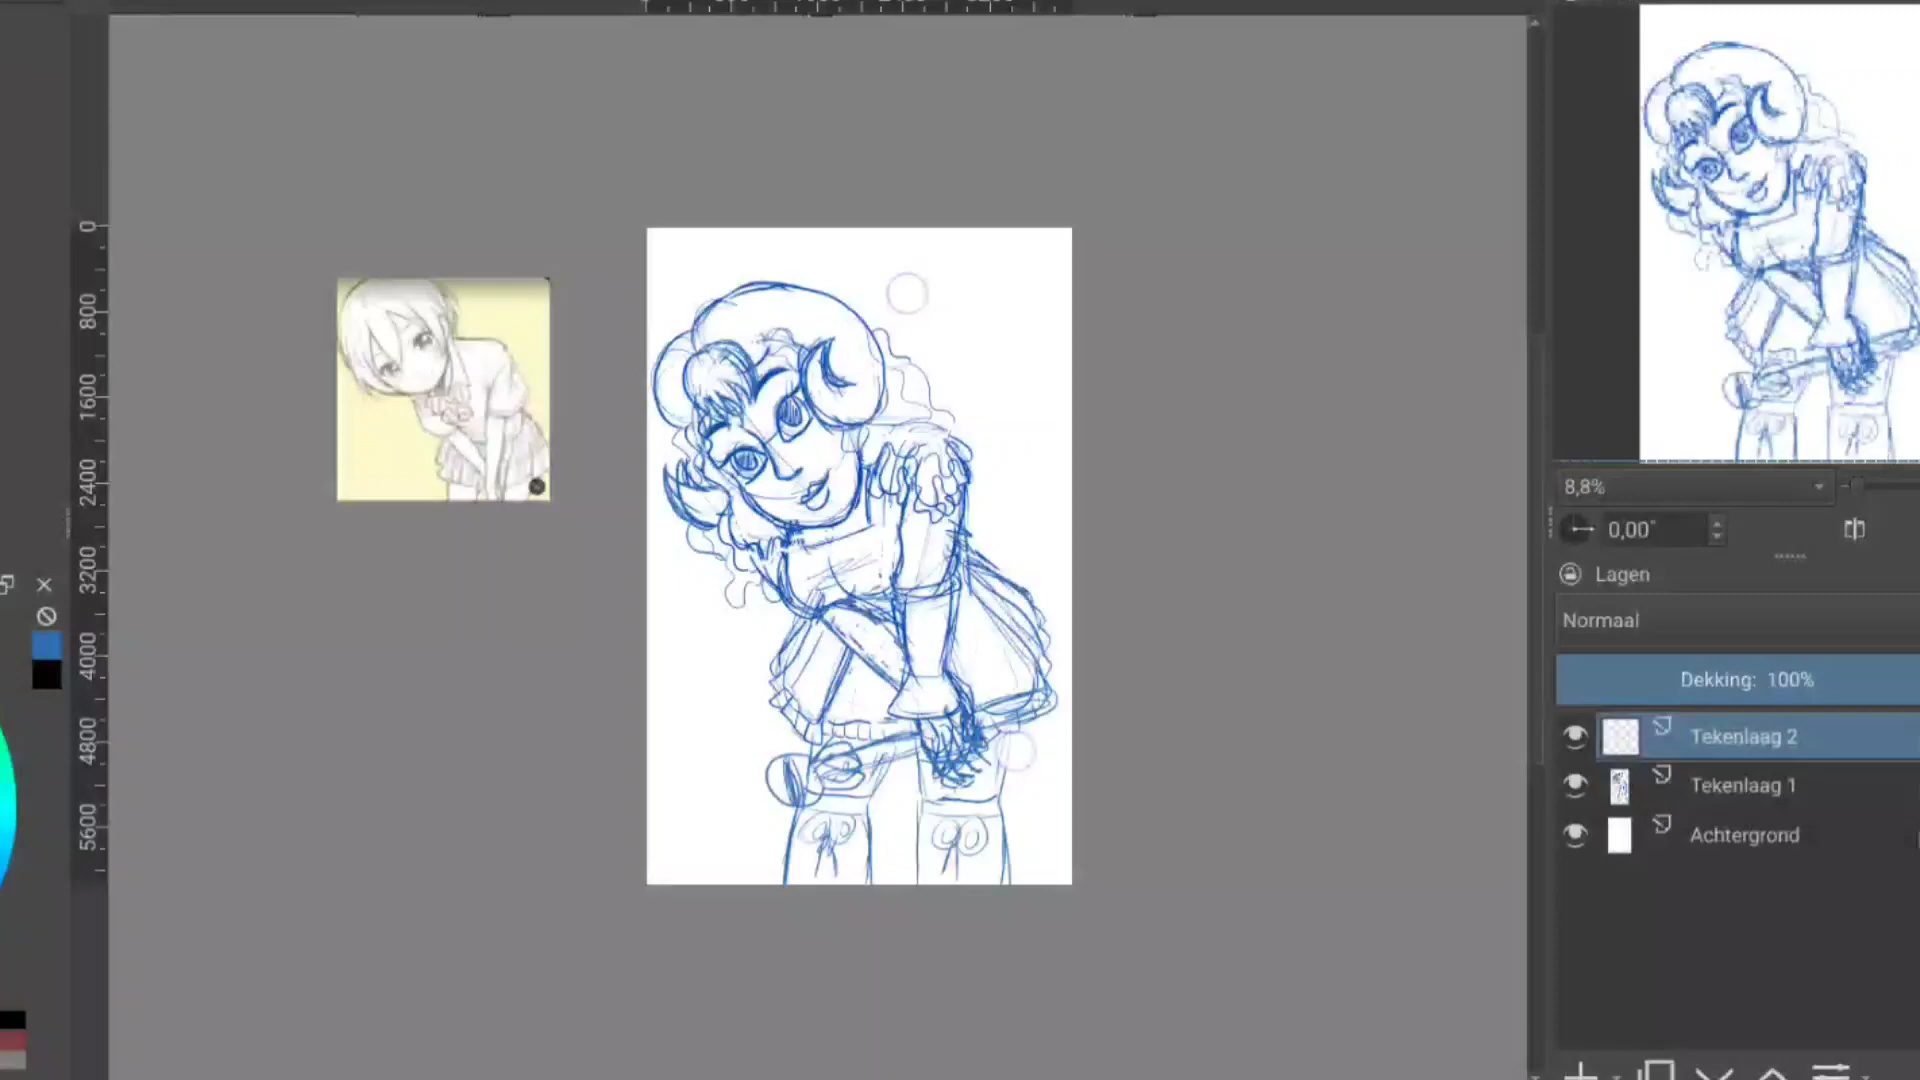 0
800
1600
2400
3200
4000
4800
5600
8,8%
0,00°
Lagen
Normaal
Dekking: 100%
Tekenlaag 2
Tekenlaag 1
Achtergrond